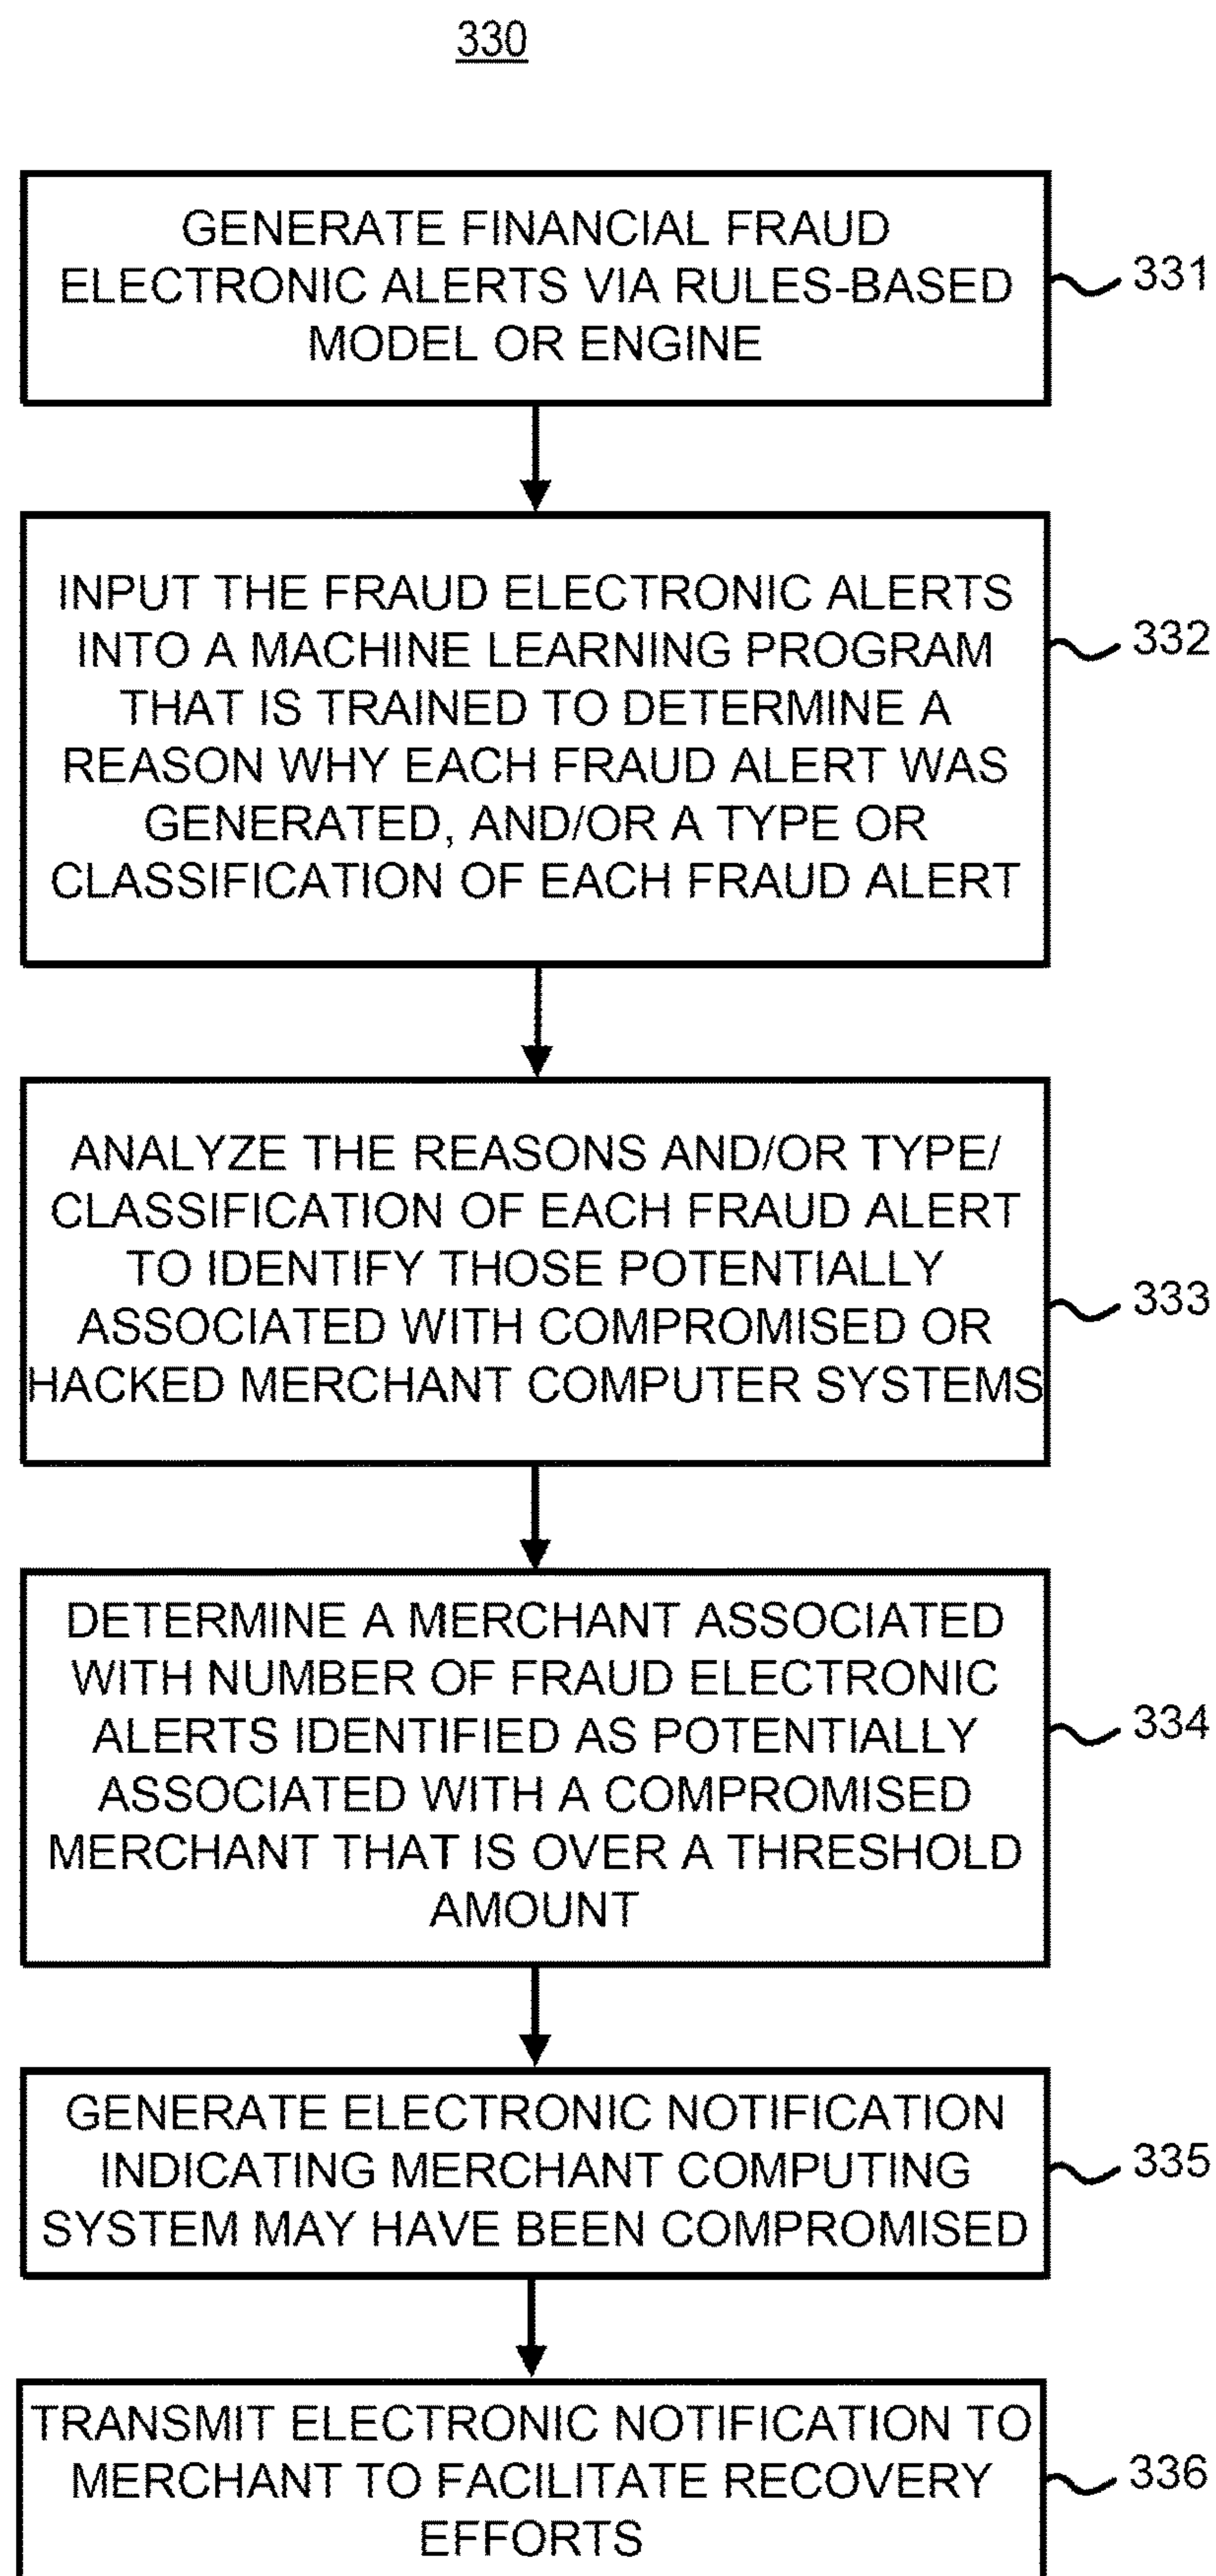 330
GENERATE FINANCIAL FRAUD
ELECTRONIC ALERTS VIA RULES-BASED
MODEL OR ENGINE
331
INPUT THE FRAUD ELECTRONIC ALERTS
INTO A MACHINE LEARNING PROGRAM
THAT IS TRAINED TO DETERMINE A
REASON WHY EACH FRAUD ALERT WAS
GENERATED, AND/OR A TYPE OR
CLASSIFICATION OF EACH FRAUD ALERT
332
ANALYZE THE REASONS AND/OR TYPE/
CLASSIFICATION OF EACH FRAUD ALERT
TO IDENTIFY THOSE POTENTIALLY
ASSOCIATED WITH COMPROMISED OR
HACKED MERCHANT COMPUTER SYSTEMS
333
DETERMINE A MERCHANT ASSOCIATED
WITH NUMBER OF FRAUD ELECTRONIC
ALERTS IDENTIFIED AS POTENTIALLY
ASSOCIATED WITH A COMPROMISED
MERCHANT THAT IS OVER A THRESHOLD
AMOUNT
334
GENERATE ELECTRONIC NOTIFICATION
INDICATING MERCHANT COMPUTING
SYSTEM MAY HAVE BEEN COMPROMISED
335
TRANSMIT ELECTRONIC NOTIFICATION TO
MERCHANT TO FACILITATE RECOVERY
EFFORTS
336